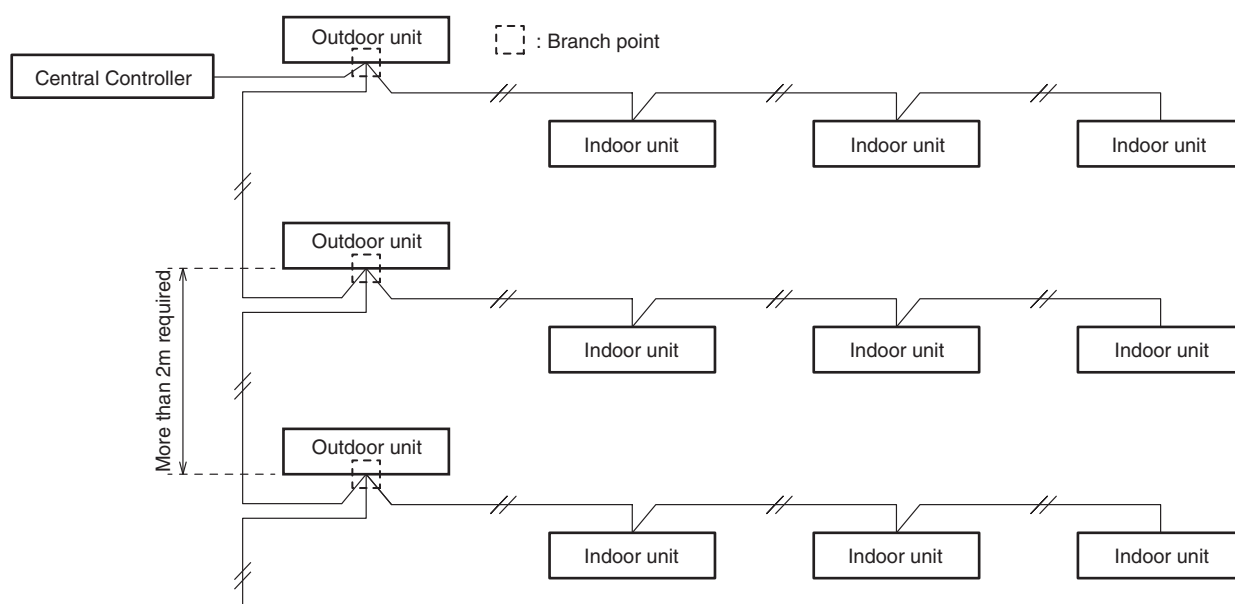 Outdoor unit
: Branch point
Central Controller
Indoor unit
Indoor unit
Indoor unit
Outdoor unit
More than 2m required
Indoor unit
Indoor unit
Indoor unit
Outdoor unit
Indoor unit
Indoor unit
Indoor unit